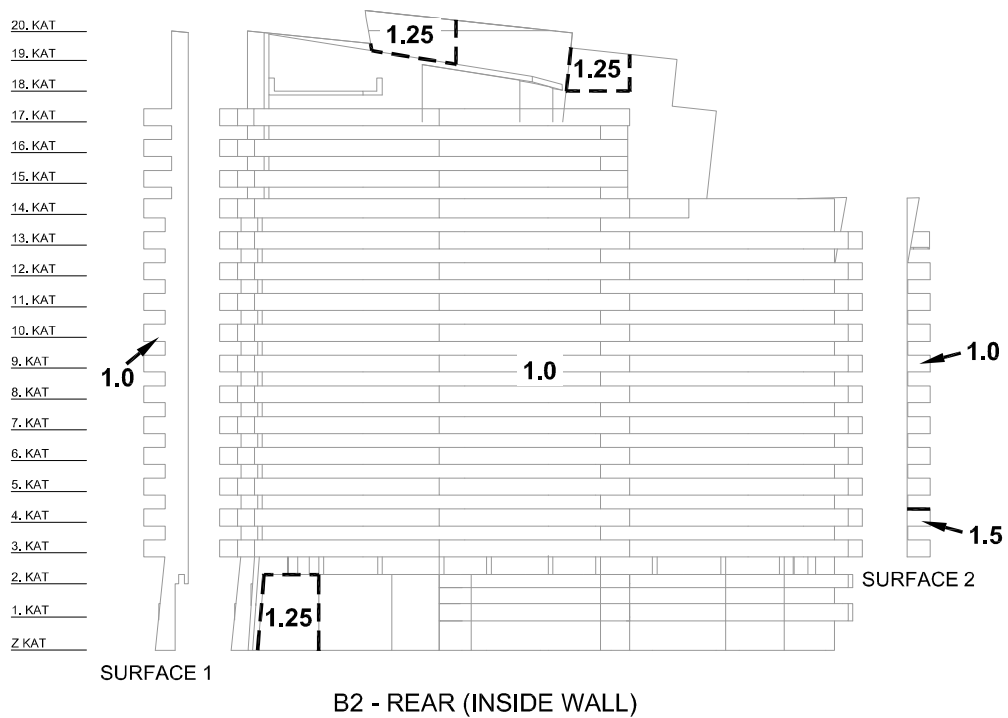 20. KAT
19. KAT
18. KAT
17. KAT
16. KAT
15. KAT
14. KAT
13. KAT
12. KAT
11. KAT
10. KAT
9. KAT
8. KAT
7. KAT
6. KAT
5. KAT
4. KAT
3. KAT
2. KAT
1. KAT
Z KAT
1.25
1.25
1.0
1.0
1.0
1.5
1.25
SURFACE 2
SURFACE 1
B2 - REAR (INSIDE WALL)